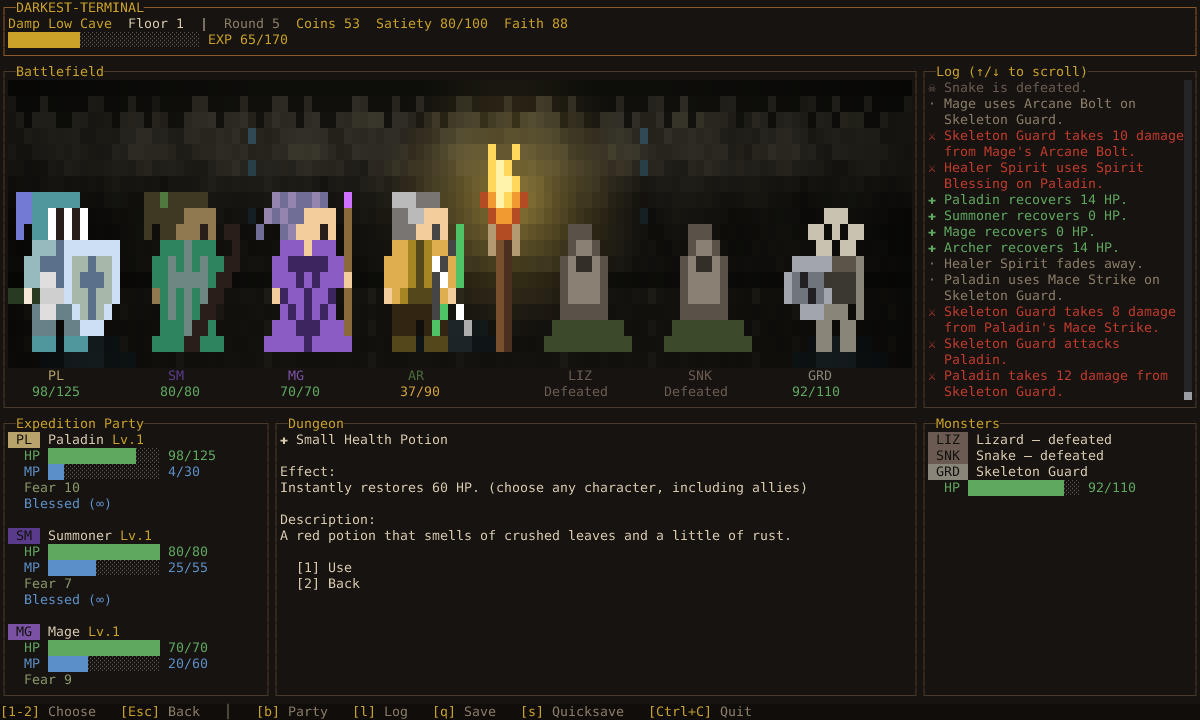 DARKEST-TERMINAL
Damp Low Cave  Floor 1  |  Round 5  Coins 53  Satiety 80/100  Faith 88
EXP 65/170
Battlefield
PL SM MG AR LIZ SNK GRD
98/125 80/80 70/70 37/90 Defeated Defeated 92/110
Log (↑/↓ to scroll)
☠ Snake is defeated.
· Mage uses Arcane Bolt on
Skeleton Guard.
⚔ Skeleton Guard takes 10 damage
from Mage's Arcane Bolt.
⚔ Healer Spirit uses Spirit
Blessing on Paladin.
✚ Paladin recovers 14 HP.
✚ Summoner recovers 0 HP.
✚ Mage recovers 0 HP.
✚ Archer recovers 14 HP.
· Healer Spirit fades away.
· Paladin uses Mace Strike on
Skeleton Guard.
⚔ Skeleton Guard takes 8 damage
from Paladin's Mace Strike.
⚔ Skeleton Guard attacks
Paladin.
⚔ Paladin takes 12 damage from
Skeleton Guard.
Expedition Party
PL Paladin Lv.1
HP 98/125
MP 4/30
Fear 10
Blessed (∞)
SM Summoner Lv.1
HP 80/80
MP 25/55
Fear 7
Blessed (∞)
MG Mage Lv.1
HP 70/70
MP 20/60
Fear 9
Dungeon
✚ Small Health Potion
Effect:
Instantly restores 60 HP. (choose any character, including allies)
Description:
A red potion that smells of crushed leaves and a little of rust.
[1] Use
[2] Back
Monsters
LIZ Lizard — defeated
SNK Snake — defeated
GRD Skeleton Guard
HP 92/110
[1-2] Choose  [Esc] Back  │  [b] Party  [l] Log  [q] Save  [s] Quicksave  [Ctrl+C] Quit